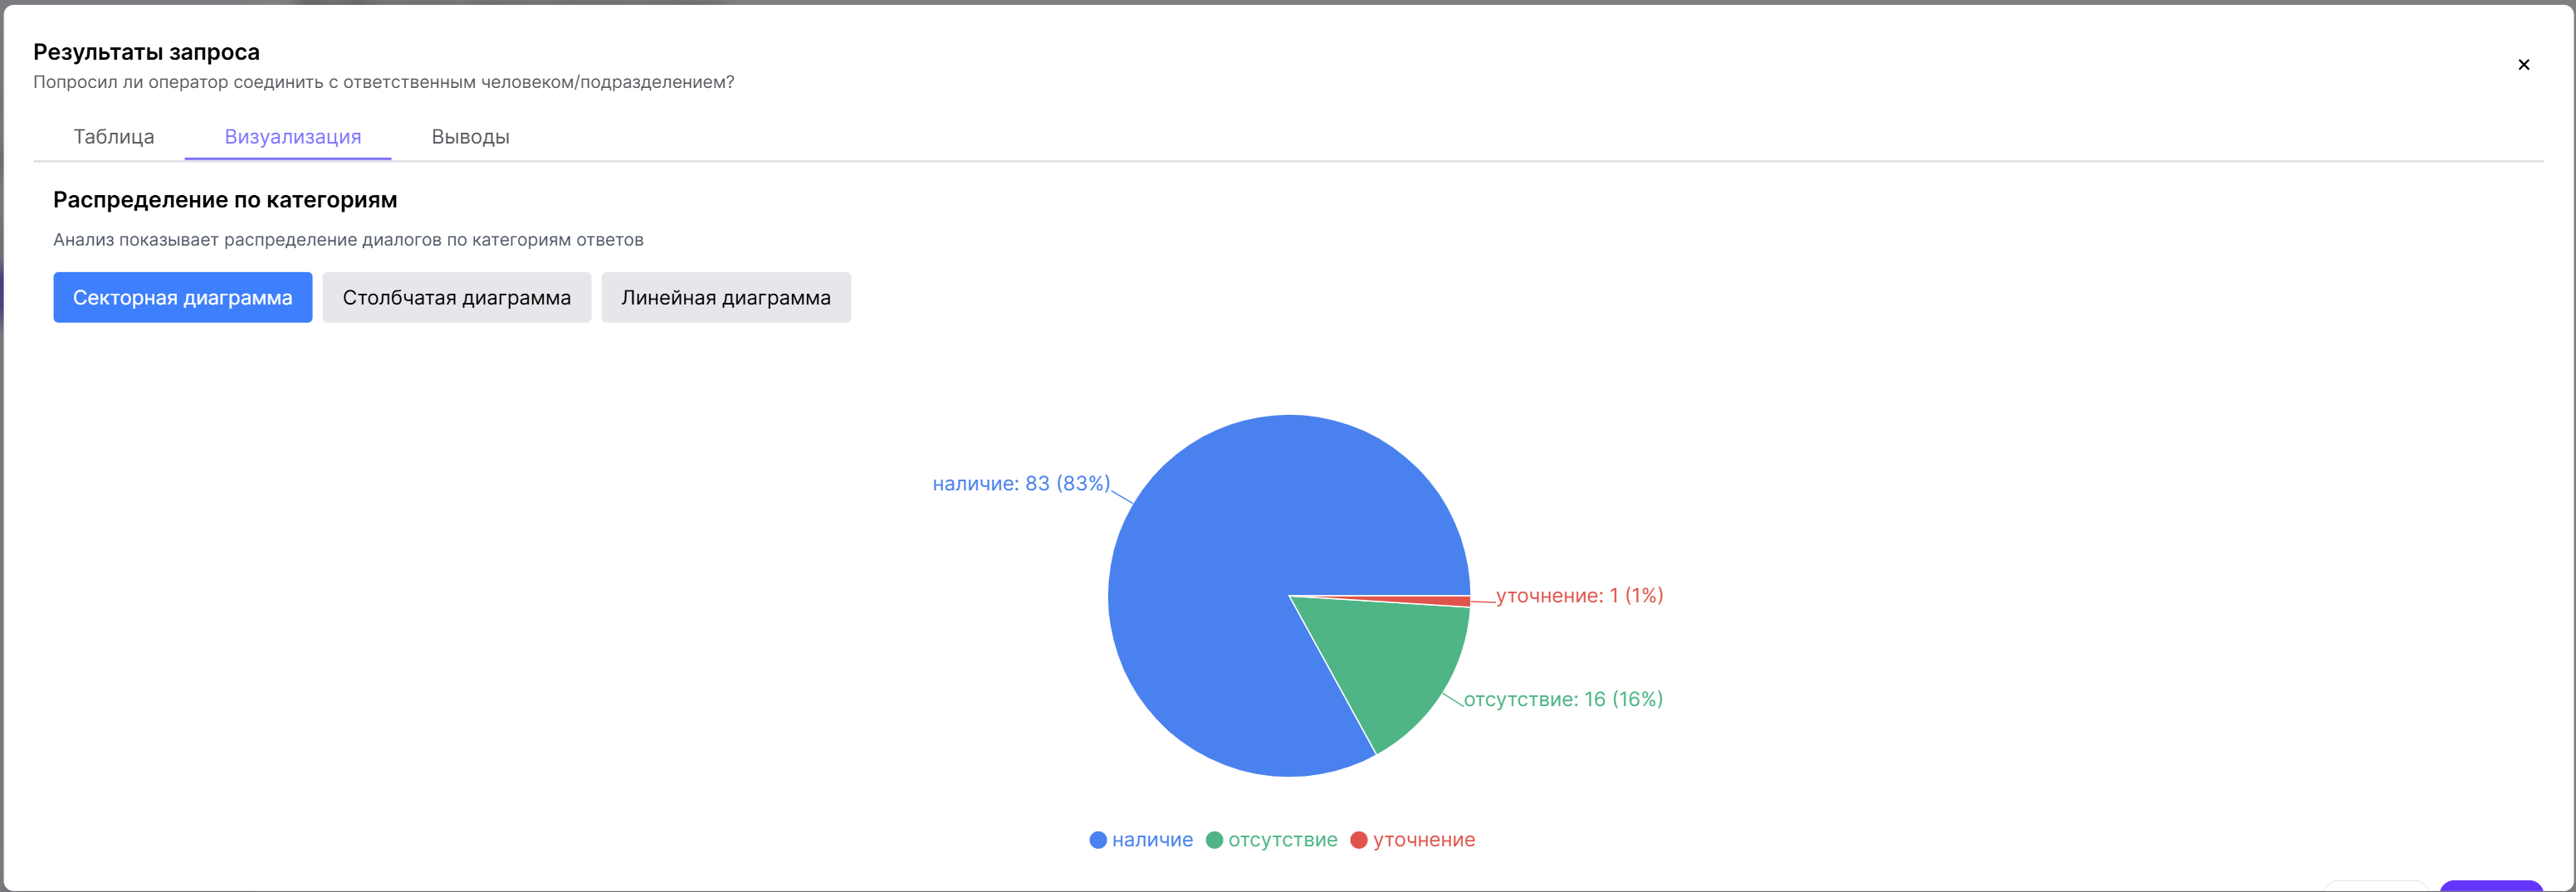 Результаты запроса
Попросил ли оператор соединить с ответственным человеком/подразделением?
Таблица Визуализация Выводы
Распределение по категориям
Анализ показывает распределение диалогов по категориям ответов
Секторная диаграмма Столбчатая диаграмма Линейная диаграмма
наличие: 83 (83%)
уточнение: 1 (1%)
отсутствие: 16 (16%)
наличие отсутствие уточнение